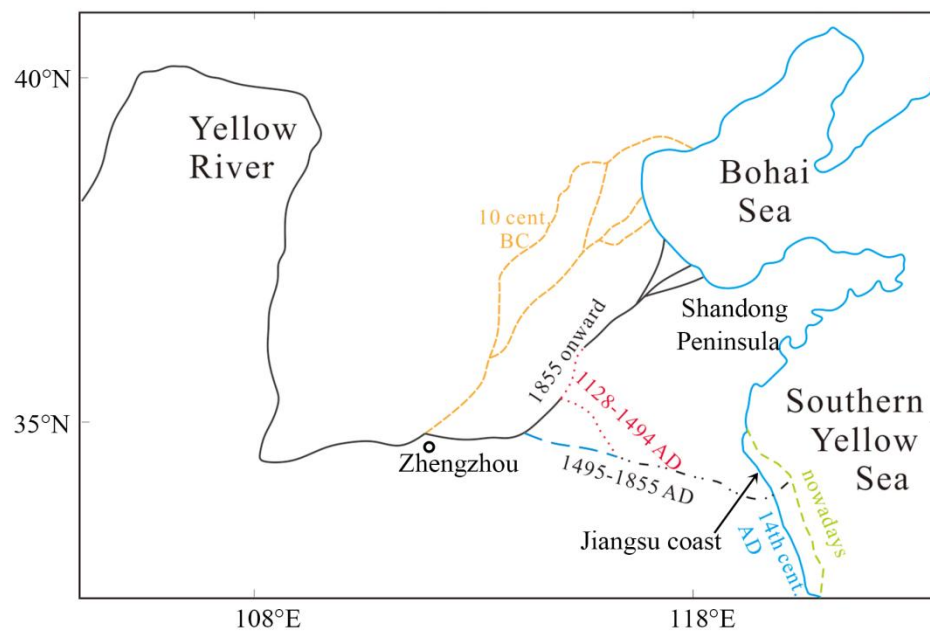 40°N
Yellow
River
Bohai
Sea
10 cent.
BC
Shandong
Peninsula
1855 onward
1128-1494 AD
35°N
Southern
Yellow
Sea
Zhengzhou
1495-1855 AD
nowadays
Jiangsu coast
14th cent.
AD
108°E
118°E